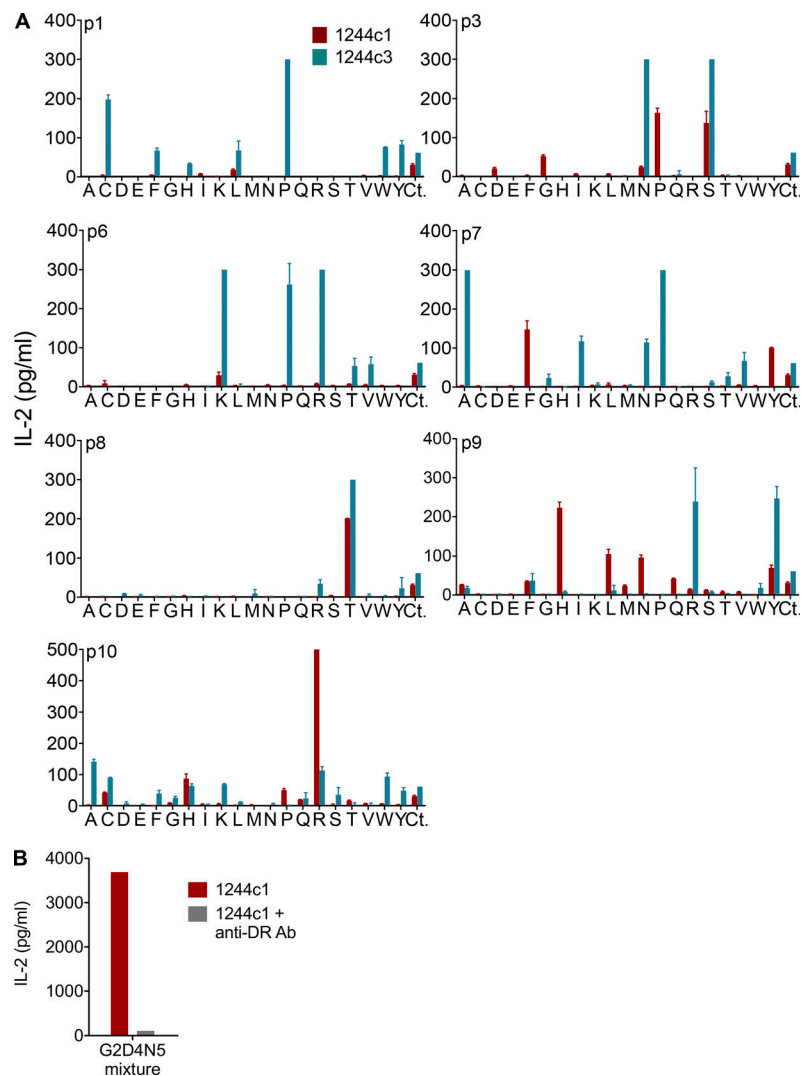 A
p1
1244c1
1244c3
400
300
200
100
0
A C D E F G H I K L M N P Q R S T V W Y Ct.
p3
400
300
200
100
0
A C D E F G H I K L M N P Q R S T V W Y Ct.
IL-2 (pg/ml)
p6
400
300
200
100
0
A C D E F G H I K L M N P Q R S T V W Y Ct.
p7
400
300
200
100
0
A C D E F G H I K L M N P Q R S T V W Y Ct.
p8
400
300
200
100
0
A C D E F G H I K L M N P Q R S T V W Y Ct.
p9
400
300
200
100
0
A C D E F G H I K L M N P Q R S T V W Y Ct.
p10
500
400
300
200
100
0
A C D E F G H I K L M N P Q R S T V W Y Ct.
B
IL-2 (pg/ml)
4000
3000
2000
1000
0
G2D4N5
mixture
1244c1
1244c1 +
anti-DR Ab